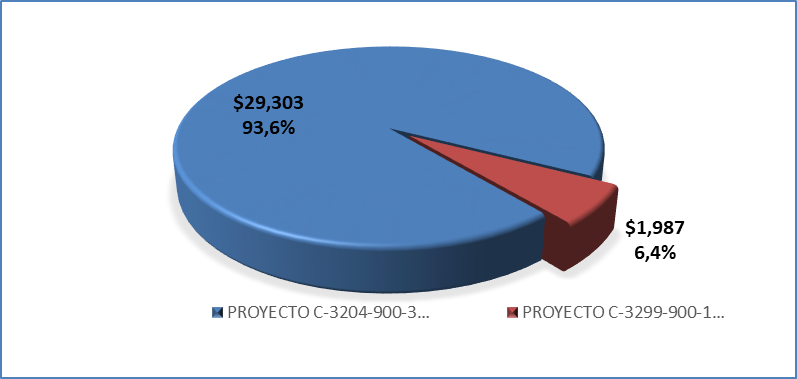 $29,303
93,6%
$1,987
6,4%
PROYECTO C-3204-900-3...
PROYECTO C-3299-900-1...